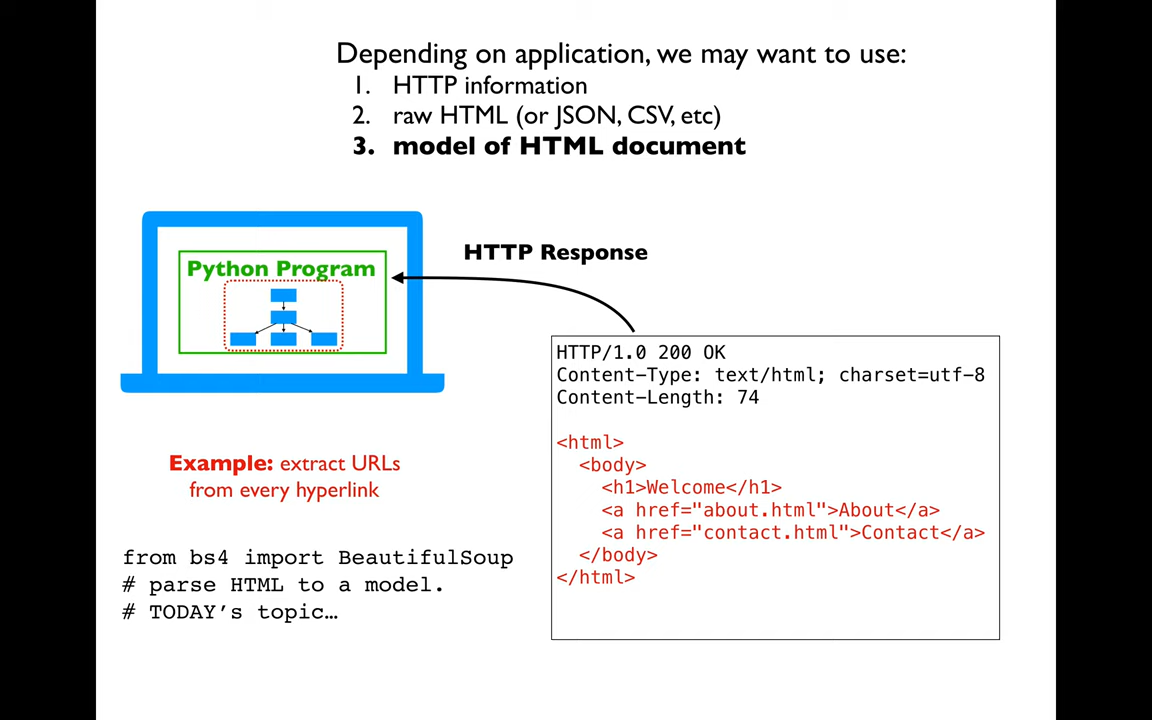 Depending on application, we may want to use:
1. HTTP information
2. raw HTML (or JSON, CSV, etc)
3. model of HTML document
Python Program
HTTP Response
HTTP/1.0 200 OK
Content-Type: text/html; charset=utf-8
Content-Length: 74
<html>
<body>
<h1>Welcome</h1>
<a href="about.html">About</a>
<a href="contact.html">Contact</a>
</body>
</html>
Example: extract URLs
from every hyperlink
from bs4 import BeautifulSoup
# parse HTML to a model.
# TODAY’s topic…